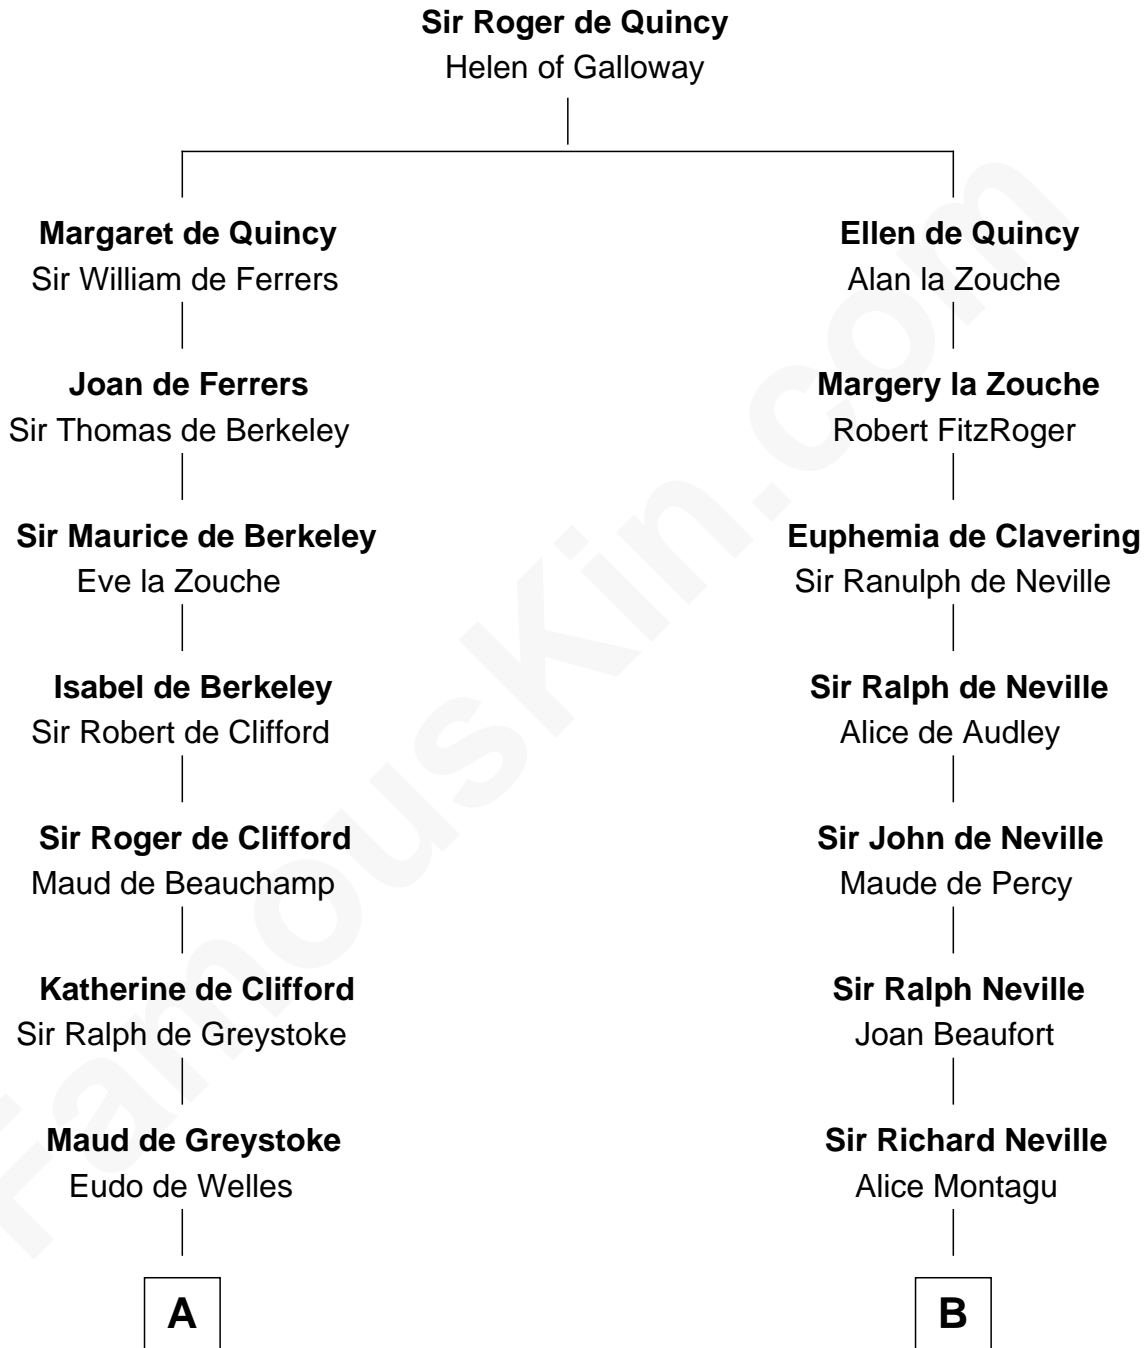 Sir Roger de Quincy
Helen of Galloway
Margaret de Quincy
Sir William de Ferrers
Ellen de Quincy
Alan la Zouche
Joan de Ferrers
Sir Thomas de Berkeley
Margery la Zouche
Robert FitzRoger
Sir Maurice de Berkeley
Eve la Zouche
Euphemia de Clavering
Sir Ranulph de Neville
Isabel de Berkeley
Sir Robert de Clifford
Sir Ralph de Neville
Alice de Audley
Sir Roger de Clifford
Maud de Beauchamp
Sir John de Neville
Maude de Percy
Katherine de Clifford
Sir Ralph de Greystoke
Sir Ralph Neville
Joan Beaufort
Maud de Greystoke
Eudo de Welles
Sir Richard Neville
Alice Montagu
A
B
FamousKin.com